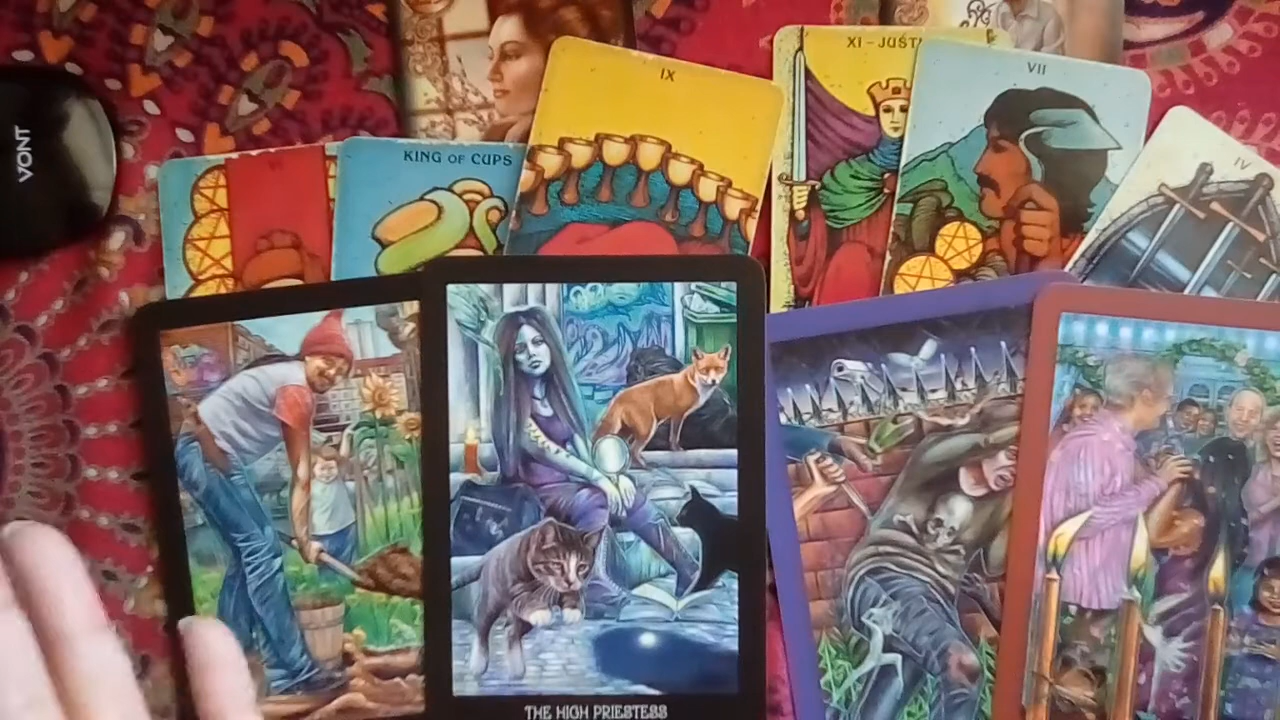 VONT
KING OF CUPS
IX
XI - JUSTI
VII
IV
THE HIGH PRIESTESS